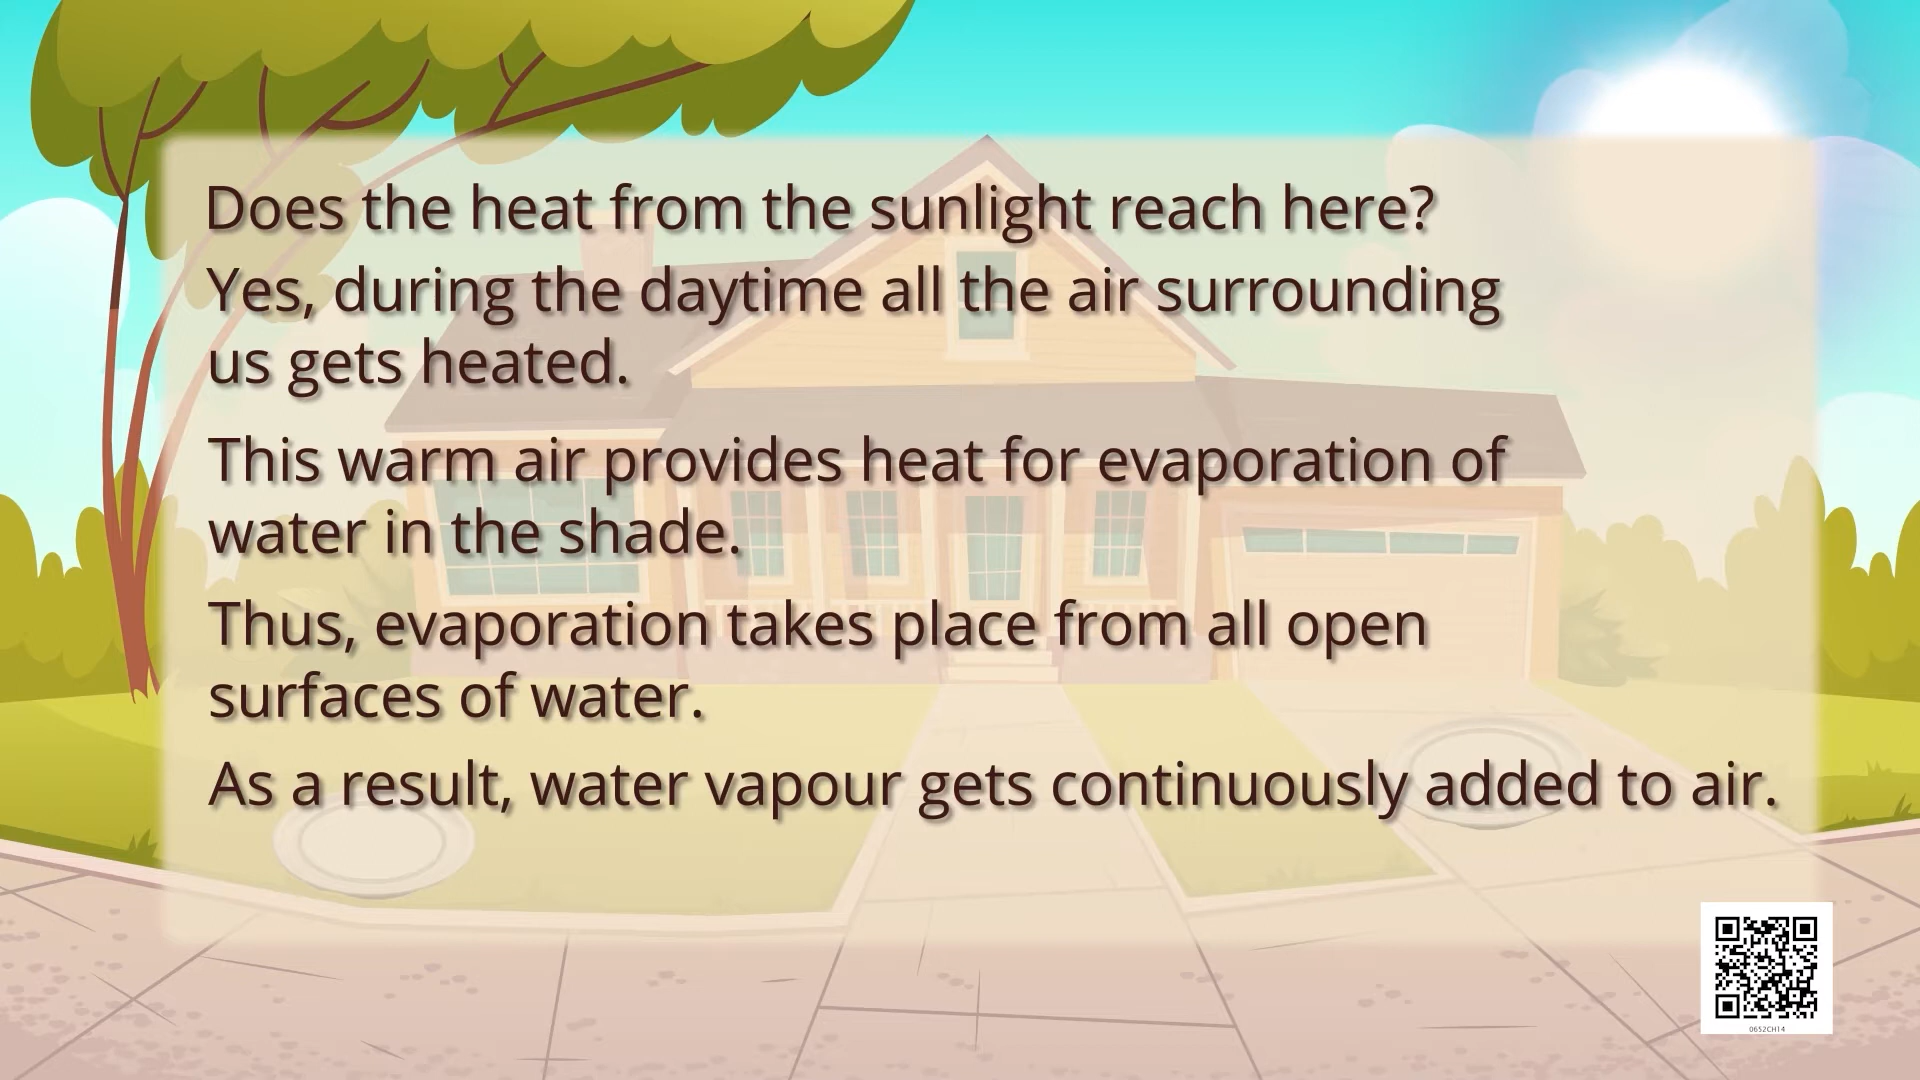 Does the heat from the sunlight reach here?
Yes, during the daytime all the air surrounding
us gets heated.
This warm air provides heat for evaporation of
water in the shade.
Thus, evaporation takes place from all open
surfaces of water.
As a result, water vapour gets continuously added to air.
0652CH14